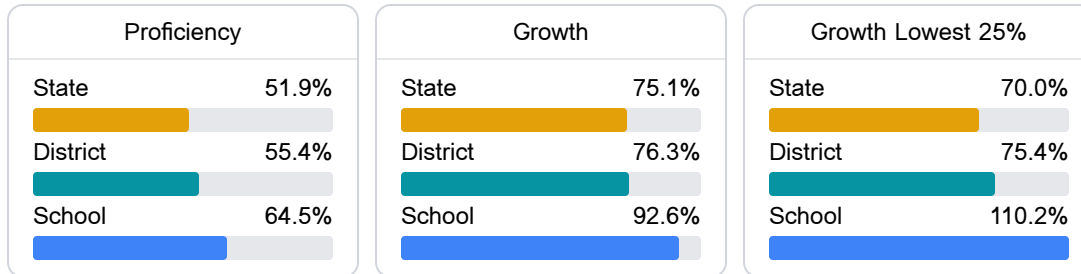 Proficiency
State 51.9%
District 55.4%
School 64.5%
Growth
State 75.1%
District 76.3%
School 92.6%
Growth Lowest 25%
State 70.0%
District 75.4%
School 110.2%